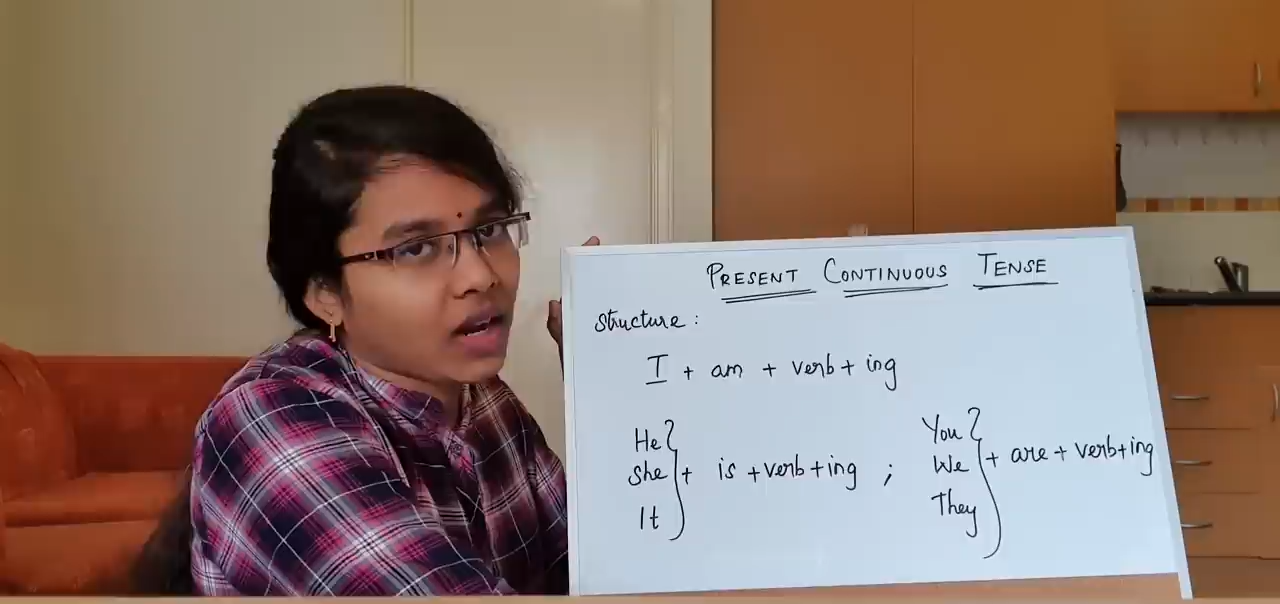 PRESENT CONTINUOUS TENSE
Structure :
I + am + verb + ing
He
She
It
} + is + verb + ing ;
You
We
They
} + are + verb + ing